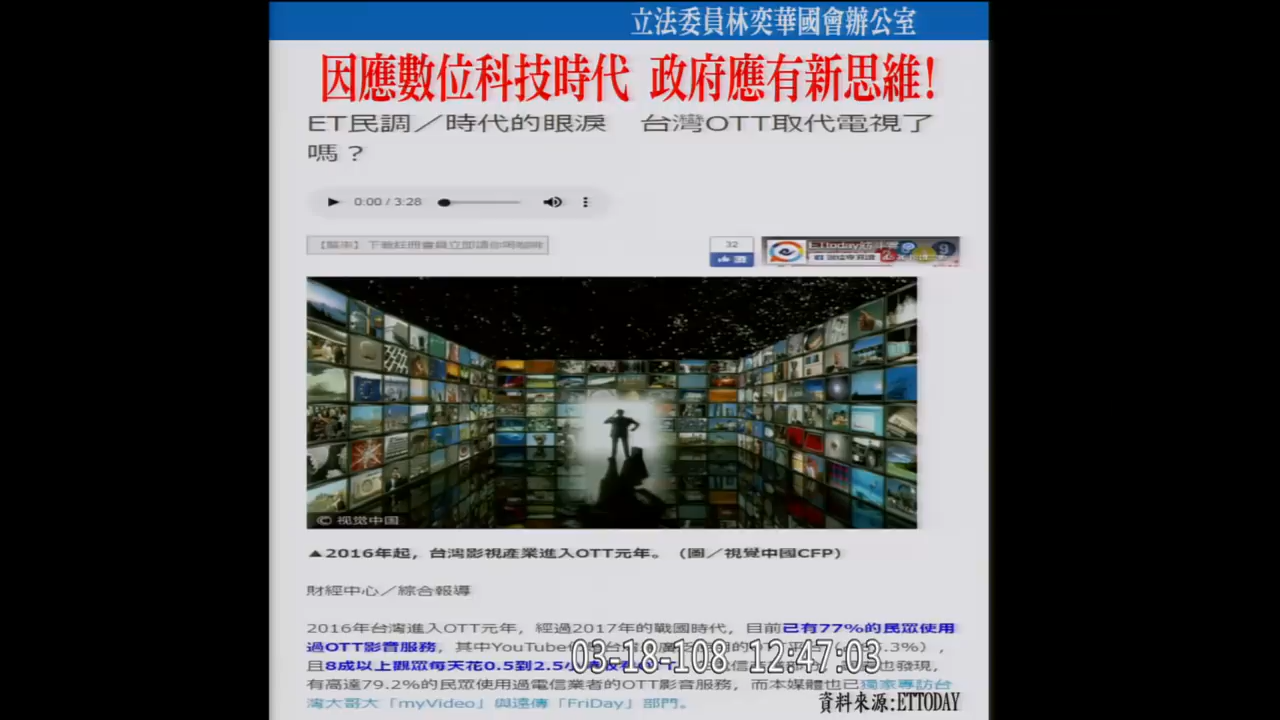 立法委員林奕華國會辦公室
因應數位科技時代 政府應有新思維!
ET民調／時代的眼淚 台灣OTT取代電視了
嗎？
0:00 / 3:28
32
ETtoday
© 视觉中国
▲2016年起，台灣影視產業進入OTT元年。（圖／視覺中國CFP）
財經中心／綜合報導
2016年台灣進入OTT元年，經過2017年的戰國時代，目前已有77%的民眾使用
過OTT影音服務，其中YouTube
且8成以上觀眾每天花0.5到2.5小 也發現，
03-18-108 12:47:03
有高達79.2%的民眾使用過電信業者的OTT影音服務，而本媒體也已獨家專訪台
灣大哥大「myVideo」與遠傳「FriDay」部門。
資料來源:ETTODAY